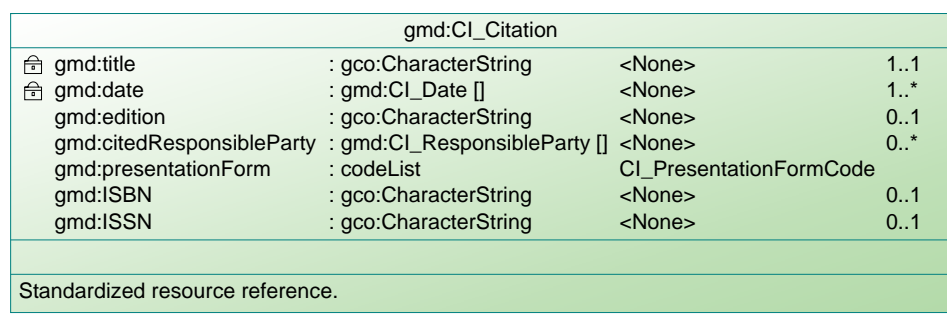 gmd:CI_Citation
gmd:title : gco:CharacterString <None> 1..1
gmd:date : gmd:CI_Date [] <None> 1..*
gmd:edition : gco:CharacterString <None> 0..1
gmd:citedResponsibleParty : gmd:CI_ResponsibleParty [] <None> 0..*
gmd:presentationForm : codeList CI_PresentationFormCode
gmd:ISBN : gco:CharacterString <None> 0..1
gmd:ISSN : gco:CharacterString <None> 0..1
Standardized resource reference.